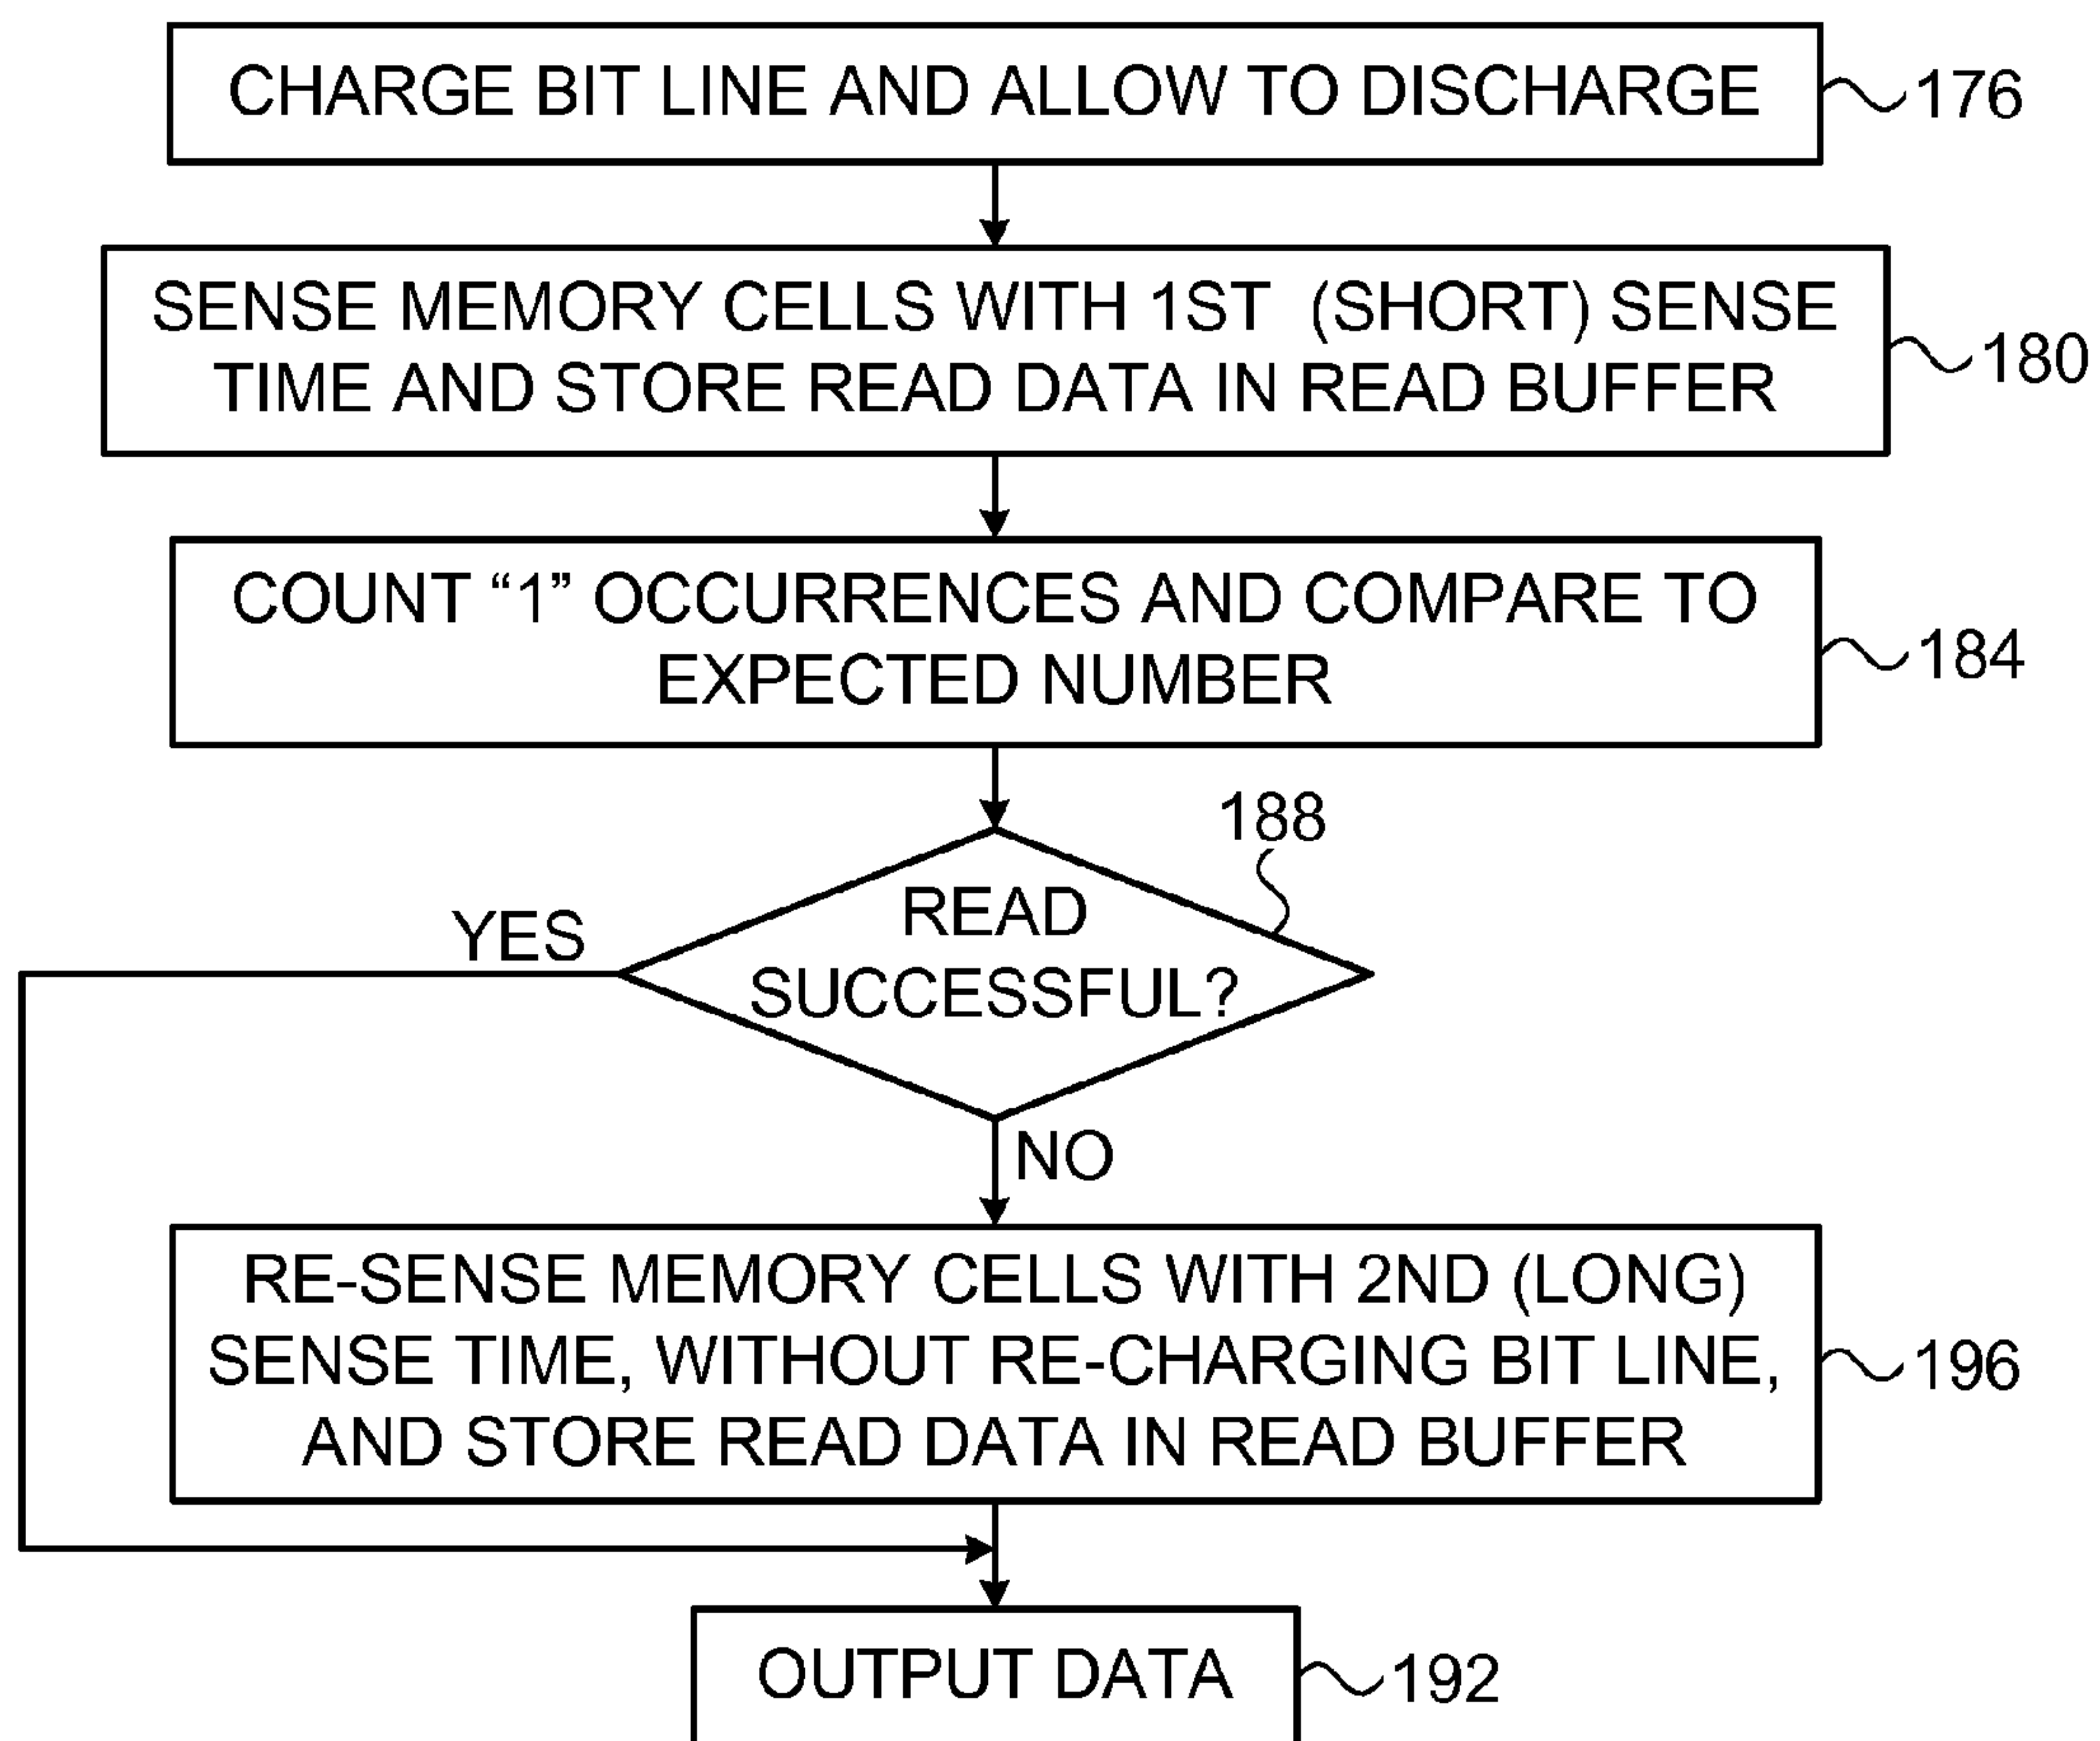 CHARGE BIT LINE AND ALLOW TO DISCHARGE
176
SENSE MEMORY CELLS WITH 1ST (SHORT) SENSE
TIME AND STORE READ DATA IN READ BUFFER
180
COUNT “1” OCCURRENCES AND COMPARE TO
EXPECTED NUMBER
184
188
READ
SUCCESSFUL?
YES
NO
RE-SENSE MEMORY CELLS WITH 2ND (LONG)
SENSE TIME, WITHOUT RE-CHARGING BIT LINE,
AND STORE READ DATA IN READ BUFFER
196
OUTPUT DATA
192